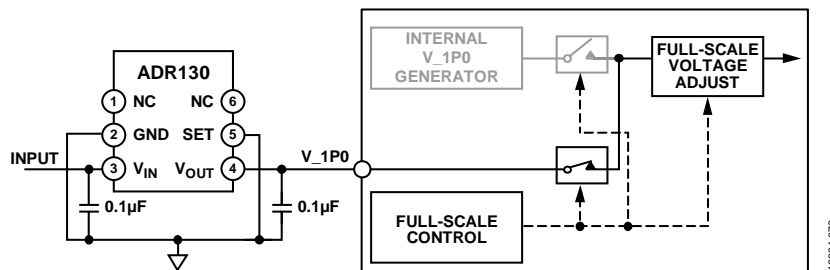 INTERNAL
V_1P0
GENERATOR
FULL-SCALE
VOLTAGE
ADJUST
ADR130
1 NC NC 6
2 GND SET 5
INPUT 3 VIN VOUT 4 V_1P0
0.1µF 0.1µF
FULL-SCALE
CONTROL